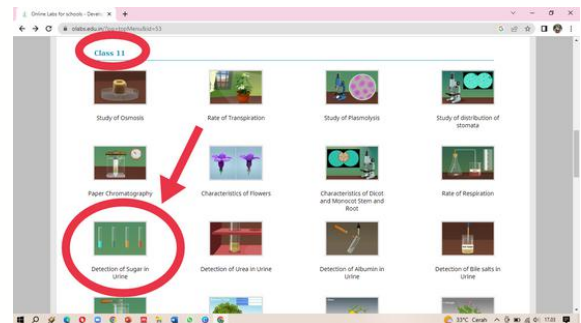 Online Labs for schools - Develo
olabs.edu.in/?pg=topMenu&id=53
Class 11
Study of Osmosis
Rate of Transpiration
Study of Plasmolysis
Study of distribution of
stomata
Paper Chromatography
Characteristics of Flowers
Characteristics of Dicot
and Monocot Stem and
Root
Rate of Respiration
Detection of Sugar in
Urine
Detection of Urea in Urine
Detection of Albumin in
Urine
Detection of Bile salts in
Urine
33°C Cerah
17.01